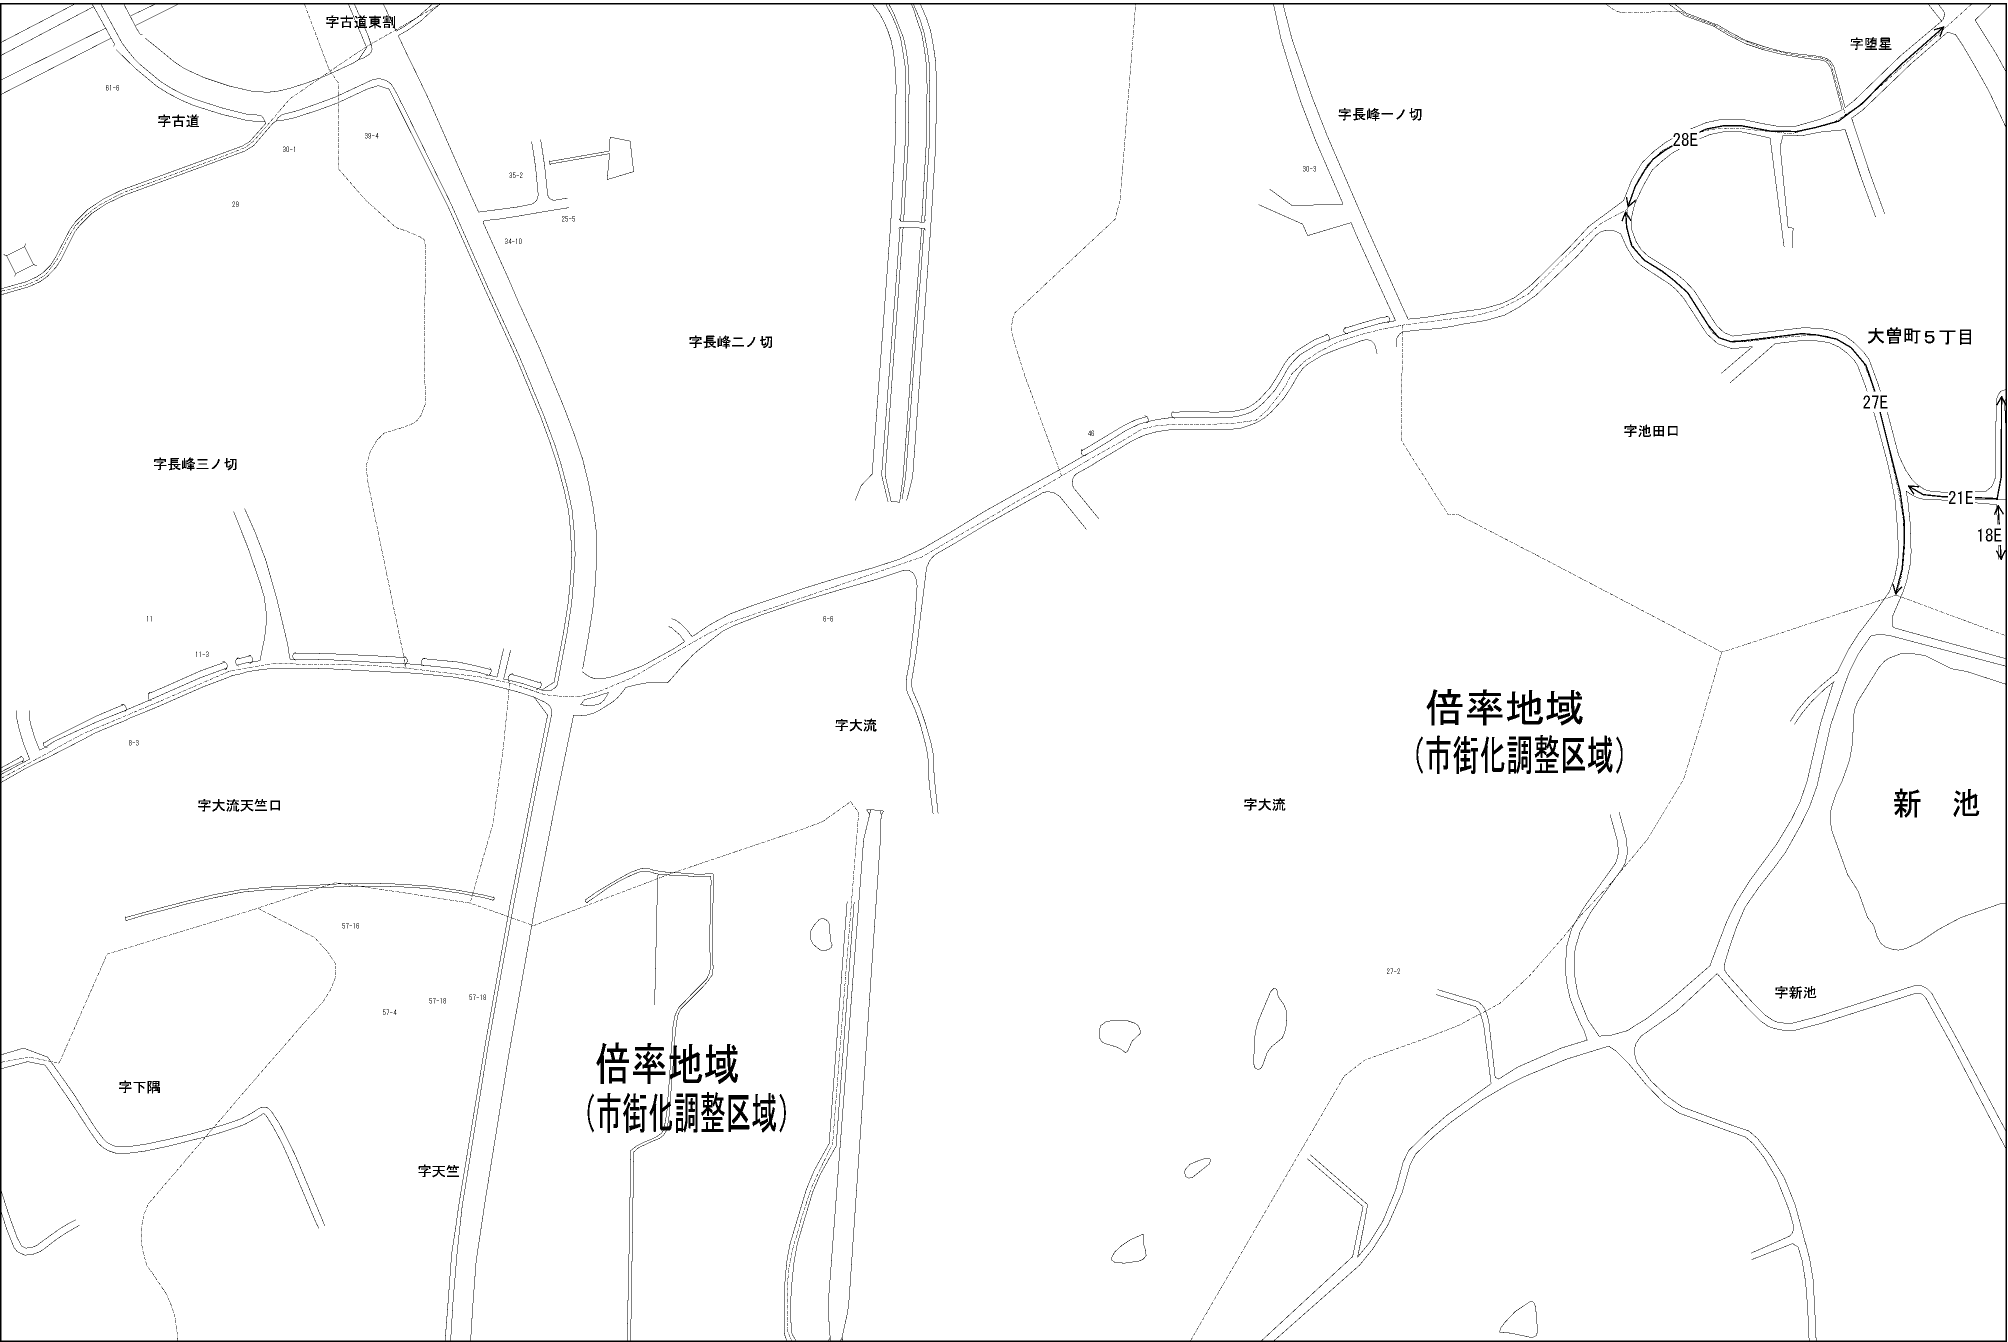 字古道東割
字堕星
61-6
字長峰一ノ切
字古道
39-4
28E
30-1
30-3
35-2
29
25-5
34-10
大曽町５丁目
字長峰二ノ切
27E
字池田口
46
字長峰三ノ切
21E
18E
11
6-6
11-3
倍率地域
（市街化調整区域）
字大流
8-3
字大流天竺口
字大流
新　池
57-16
27-2
字新池
57-18
57-18
57-4
倍率地域
（市街化調整区域）
字下隅
字天竺